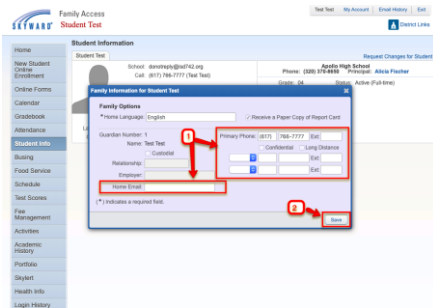 Family Access
Student Test
SKYWARD
Test Test My Account Email History Exit
District Links
Home
New Student Online Enrollment
Online Forms
Calendar
Gradebook
Attendance
Student Info
Busing
Food Service
Schedule
Test Scores
Fee Management
Activities
Academic History
Portfolio
Skylert
Health Info
Login History
Student Information
Student Test
Request Changes for Student
School: donotreply@isd742.org
Call: (617) 766-7777 (Test Test)
Apollo High School
Phone: (320) 370-8650 Principal: Alicia Fischer
Grade: 04 Status: Active (Full-time)
Family Information for Student Test
Family Options
* Home Language: English
Receive a Paper Copy of Report Card
Guardian Number: 1
Name: Test Test
Custodial
Relationship:
Employer:
Home Email:
Primary Phone: (617) 766-7777 Ext:
Confidential Long Distance
Ext:
Ext:
1
2
Save
(*) Indicates a required field.